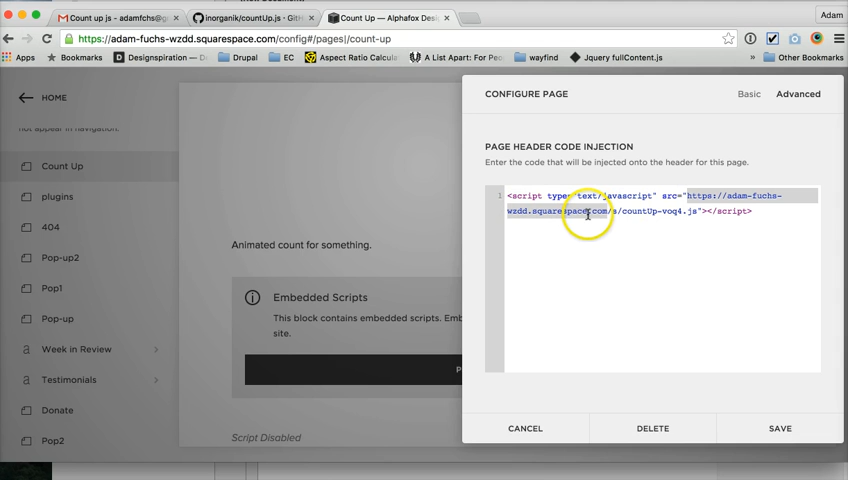 Count up.js - adamfchs@g
inorganik/countUp.js · GitH
Count Up — Alphafox Desi
Adam
https://adam-fuchs-wzdd.squarespace.com/config#/pages|/count-up
Apps
Bookmarks
Designspiration — D
Drupal
EC
Aspect Ratio Calcula
A List Apart: For Peo
wayfind
Jquery fullContent.js
»
Other Bookmarks
HOME
not appear in navigation.
Count Up
plugins
404
Pop-up2
Pop1
Pop-up
Week in Review
Testimonials
Donate
Pop2
Animated count for something.
Embedded Scripts
This block contains embedded scripts. Emb
site.
P
Script Disabled
CONFIGURE PAGE
Basic
Advanced
PAGE HEADER CODE INJECTION
Enter the code that will be injected onto the header for this page.
1
<script type="text/javascript" src="https://adam-fuchs-
wzdd.squarespace.com/s/countUp-voq4.js"></script>
CANCEL
DELETE
SAVE